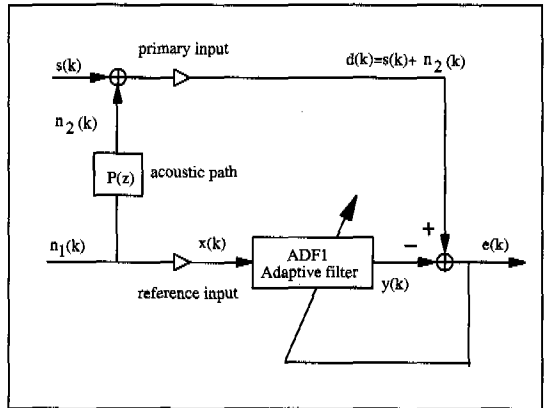 primary input
s(k)
d(k)=s(k)+ n₂(k)
n₂(k)
P(z)
acoustic path
n₁(k)
x(k)
ADF1
Adaptive filter
− +
e(k)
y(k)
reference input